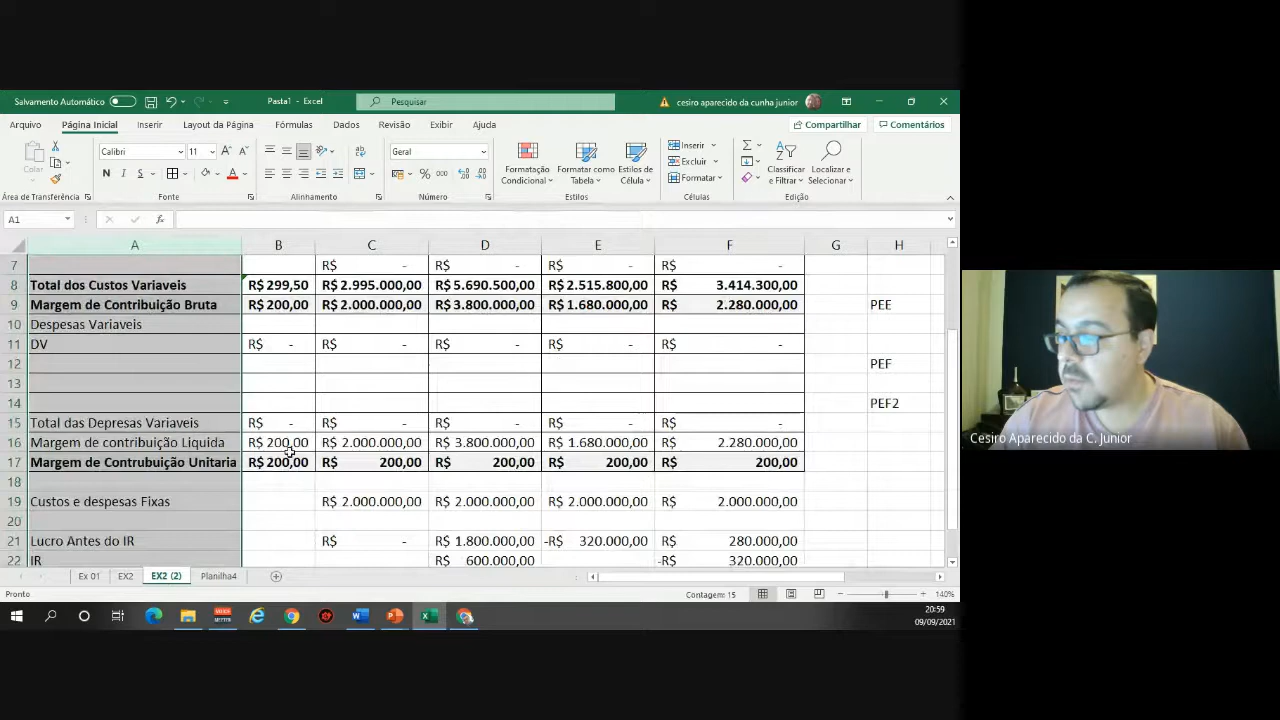 Salvamento Automático
Pasta1 - Excel
Pesquisar
cesiro aparecido da cunha junior
Arquivo Página Inicial Inserir Layout da Página Fórmulas Dados Revisão Exibir Ajuda
Compartilhar Comentários
Colar
Calibri 11
N I S
Geral
Formatação Condicional
Formatar como Tabela
Estilos de Célula
Inserir
Excluir
Formatar
Classificar e Filtrar
Localizar e Selecionar
Área de Transferência Fonte Alinhamento Número Estilos Células Edição
A1 fx
A B C D E F G H
7 R$ - R$ - R$ - R$ -
8 Total dos Custos Variaveis R$ 299,50 R$ 2.995.000,00 R$ 5.690.500,00 R$ 2.515.800,00 R$ 3.414.300,00
9 Margem de Contribuição Bruta R$ 200,00 R$ 2.000.000,00 R$ 3.800.000,00 R$ 1.680.000,00 R$ 2.280.000,00 PEE
10 Despesas Variaveis
11 DV R$ - R$ - R$ - R$ - R$ -
12 PEF
13
14 PEF2
15 Total das Depresas Variaveis R$ - R$ - R$ - R$ - R$ -
16 Margem de contribuição Liquida R$ 200,00 R$ 2.000.000,00 R$ 3.800.000,00 R$ 1.680.000,00 R$ 2.280.000,00
17 Margem de Contrubuição Unitaria R$ 200,00 R$ 200,00 R$ 200,00 R$ 200,00 R$ 200,00
18
19 Custos e despesas Fixas R$ 2.000.000,00 R$ 2.000.000,00 R$ 2.000.000,00 R$ 2.000.000,00
20
21 Lucro Antes do IR R$ - R$ 1.800.000,00 -R$ 320.000,00 R$ 280.000,00
22 IR R$ 600.000,00 -R$ 320.000,00
Ex 01 EX2 EX2 (2) Planilha4
Pronto Contagem: 15 140%
20:59
09/09/2021
Cesiro Aparecido da C. Junior